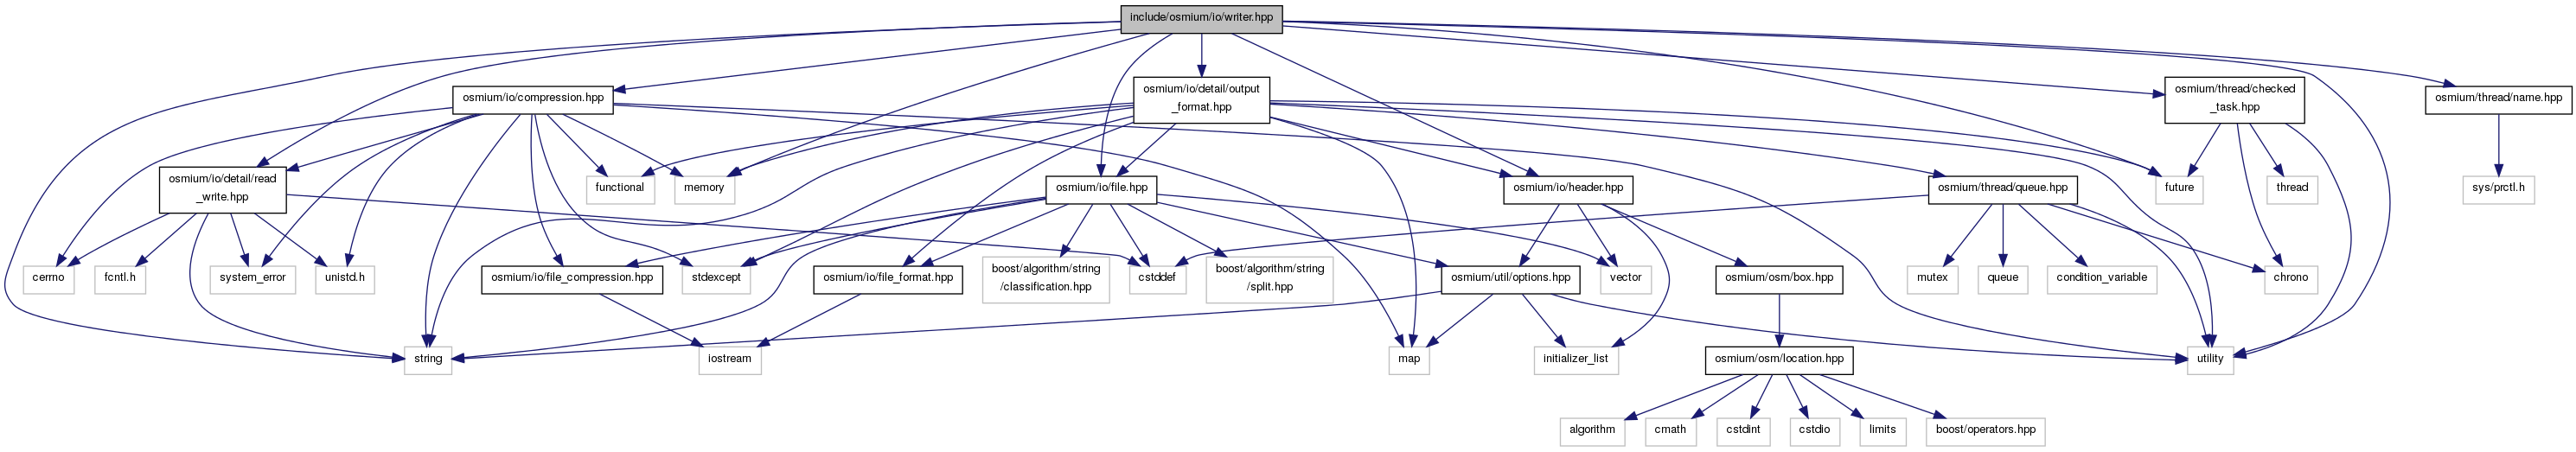 include/osmium/io/writer.hpp
osmium/io/compression.hpp
osmium/io/detail/output
_format.hpp
osmium/thread/checked
_task.hpp
osmium/thread/name.hpp
osmium/io/detail/read
_write.hpp
functional
memory
osmium/io/file.hpp
osmium/io/header.hpp
osmium/thread/queue.hpp
future
thread
sys/prctl.h
cerrno
fcntl.h
system_error
unistd.h
osmium/io/file_compression.hpp
stdexcept
osmium/io/file_format.hpp
boost/algorithm/string
/classification.hpp
cstddef
boost/algorithm/string
/split.hpp
osmium/util/options.hpp
vector
osmium/osm/box.hpp
mutex
queue
condition_variable
chrono
string
iostream
map
initializer_list
osmium/osm/location.hpp
utility
algorithm
cmath
cstdint
cstdio
limits
boost/operators.hpp